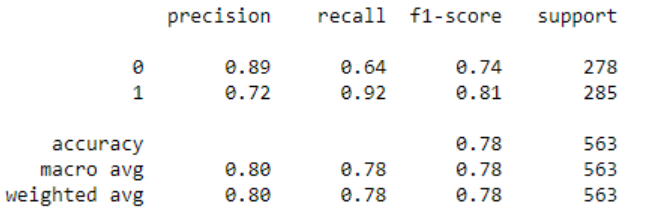 precision recall f1-score support
0 0.89 0.64 0.74 278
1 0.72 0.92 0.81 285
accuracy 0.78 563
macro avg 0.80 0.78 0.78 563
weighted avg 0.80 0.78 0.78 563